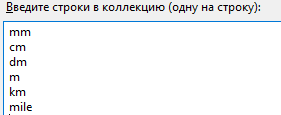 Введите строки в коллекцию (одну на строку):
mm
cm
dm
m
km
mile